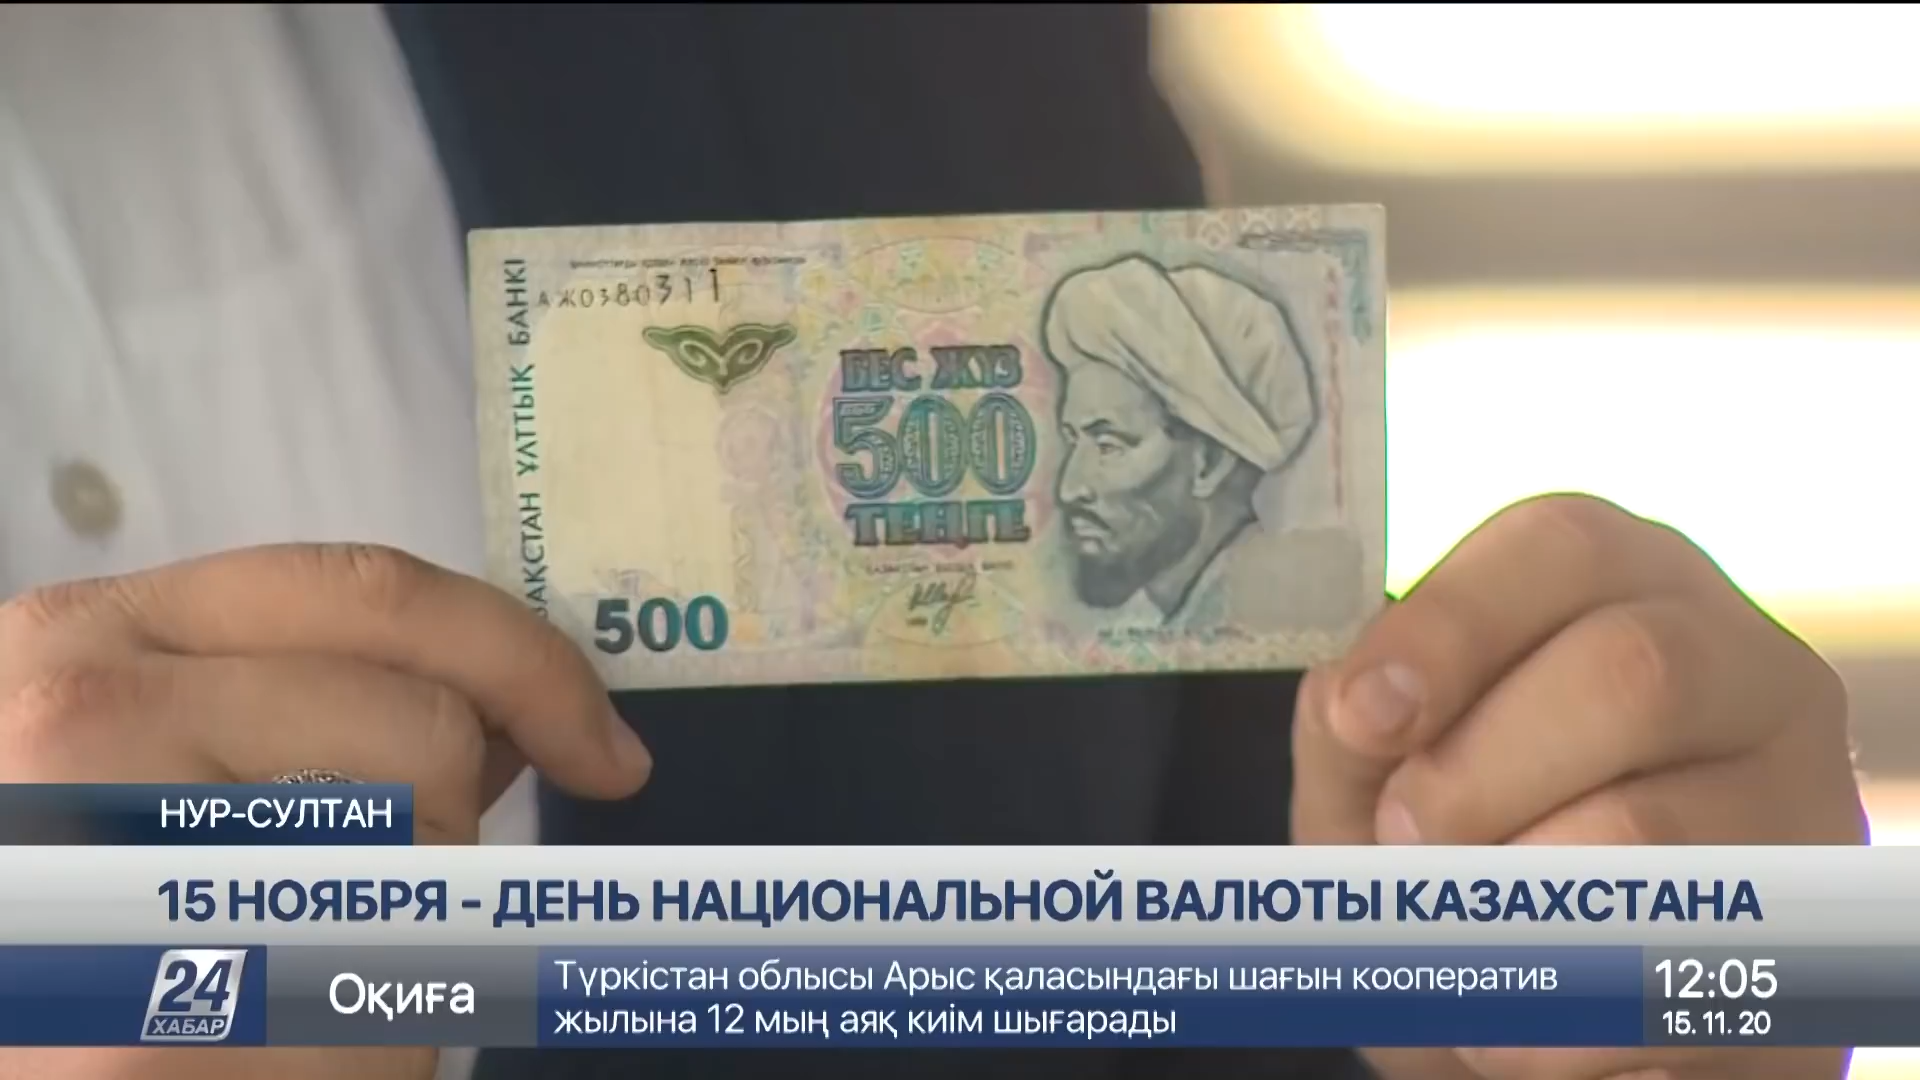 ҚАЗАҚСТАН ҰЛТТЫҚ БАНКІ
АЖ0380311
БЕС ЖҮЗ
500
ТЕҢГЕ
500
НУР-СУЛТАН
15 НОЯБРЯ - ДЕНЬ НАЦИОНАЛЬНОЙ ВАЛЮТЫ КАЗАХСТАНА
24
ХАБАР
Оқиға
Түркістан облысы Арыс қаласындағы шағын кооператив
жылына 12 мың аяқ киім шығарады
12:05
15. 11. 20